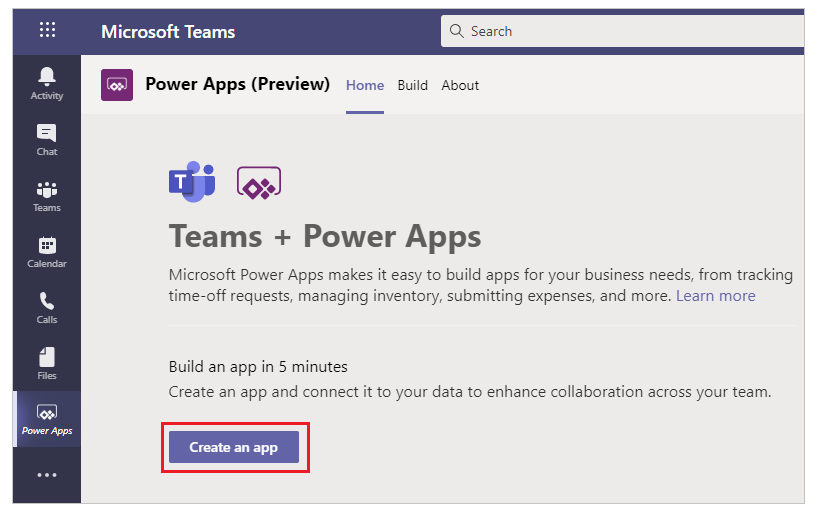 Microsoft Teams
Search
Power Apps (Preview) Home Build About
Activity
Chat
Teams
Calendar
Calls
Files
Power Apps
T
Teams + Power Apps
Microsoft Power Apps makes it easy to build apps for your business needs, from tracking
time-off requests, managing inventory, submitting expenses, and more. Learn more
Build an app in 5 minutes
Create an app and connect it to your data to enhance collaboration across your team.
Create an app